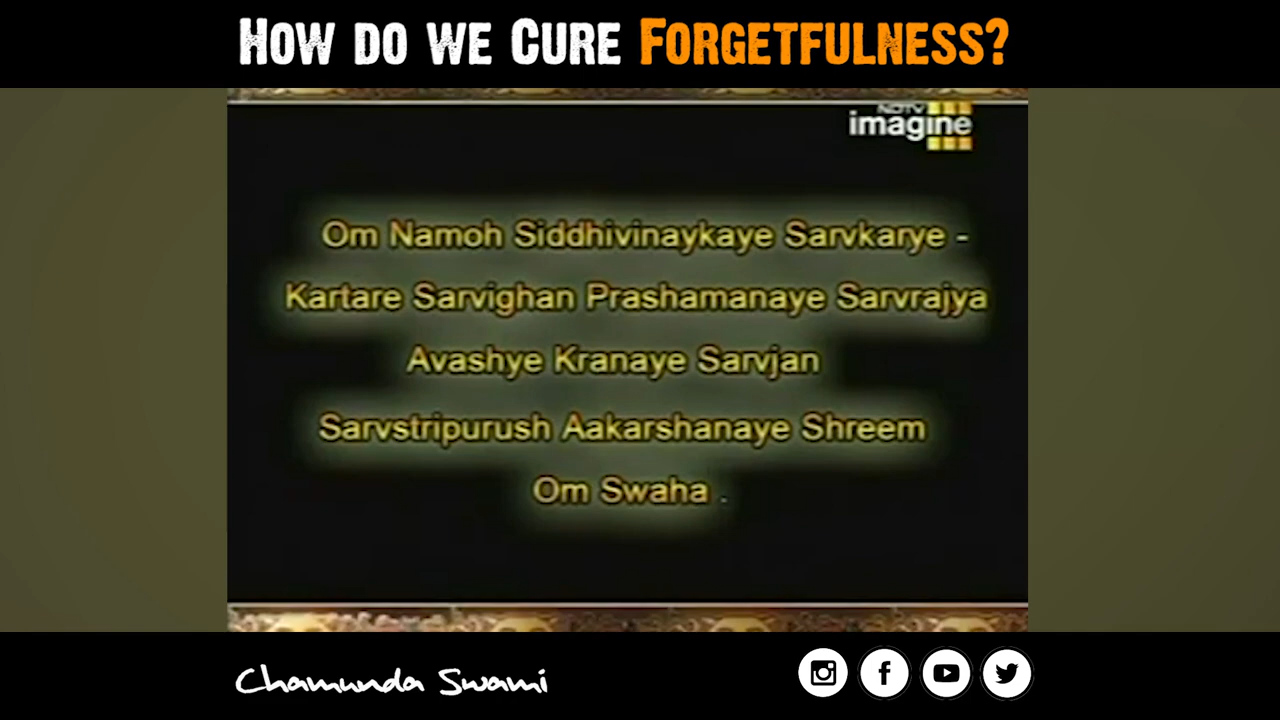 HOW DO WE CURE FORGETFULNESS?
NDTV
imagine
Om Namoh Siddhivinaykaye Sarvkarye -
Kartare Sarvighan Prashamanaye Sarvrajya
Avashye Kranaye Sarvjan
Sarvstripurush Aakarshanaye Shreem
Om Swaha .
Chamunda Swami